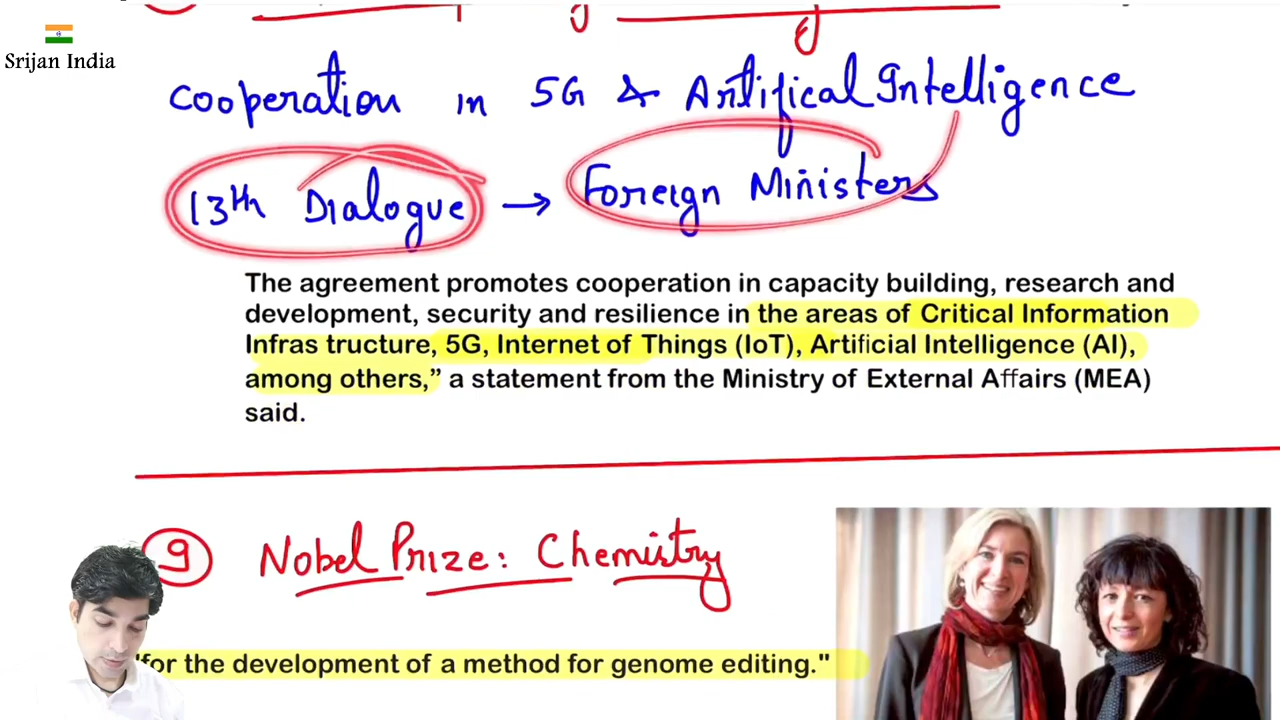 Srijan India
cooperation in 5G & Artifical Intelligence
13th Dialogue → Foreign Ministers
The agreement promotes cooperation in capacity building, research and
development, security and resilience in the areas of Critical Information
Infras tructure, 5G, Internet of Things (IoT), Artificial Intelligence (AI),
among others,” a statement from the Ministry of External Affairs (MEA)
said.
9 Nobel Prize: Chemistry
"for the development of a method for genome editing."